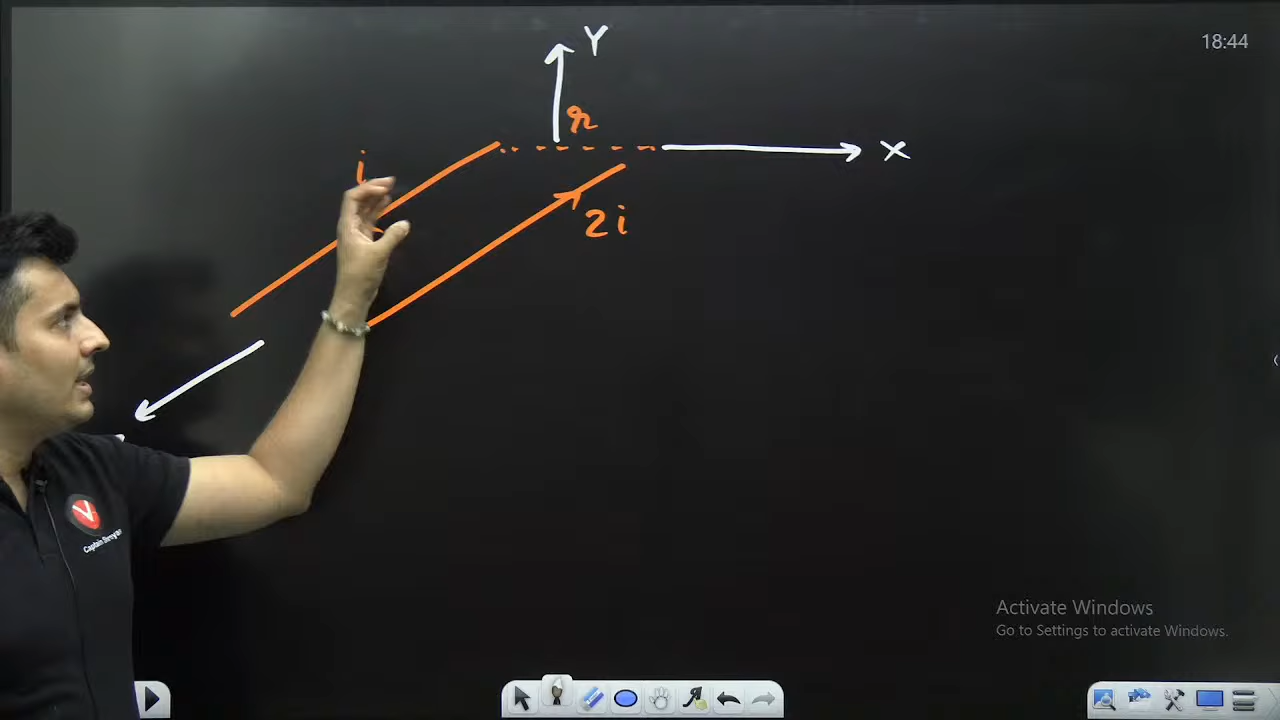 18:44
Y
r
X
i
2i
V
Activate Windows
Go to Settings to activate Windows.